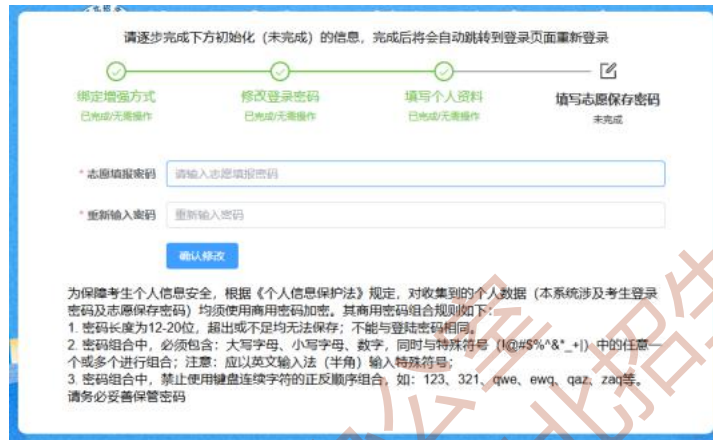 请逐步完成下方初始化（未完成）的信息，完成后将会自动跳转到登录页面重新登录
绑定增强方式 修改登录密码 填写个人资料 填写志愿保存密码
已完成/无需操作 已完成/无需操作 已完成/无需操作 未完成
* 志愿填报密码 请输入志愿填报密码
* 重新输入密码 重新输入密码
确认修改
为保障考生个人信息安全，根据《个人信息保护法》规定，对收集到的个人数据（本系统涉及考生登录
密码及志愿保存密码）均须使用商用密码加密。其商用密码组合规则如下：
1. 密码长度为12-20位，超出或不足均无法保存；不能与登陆密码相同。
2. 密码组合中，必须包含：大写字母、小写字母、数字，同时与特殊符号（!@#$%^&*_+|）中的任意一
个或多个进行组合；注意：应以英文输入法（半角）输入特殊符号；
3. 密码组合中，禁止使用键盘连续字符的正反顺序组合，如：123、321、qwe、ewq、qaz、zaq等。
请务必妥善保管密码